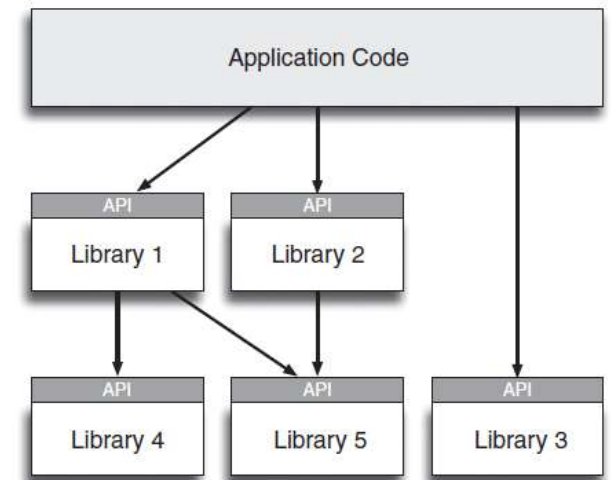 Application Code
API
Library 1
API
Library 2
API
Library 4
API
Library 5
API
Library 3